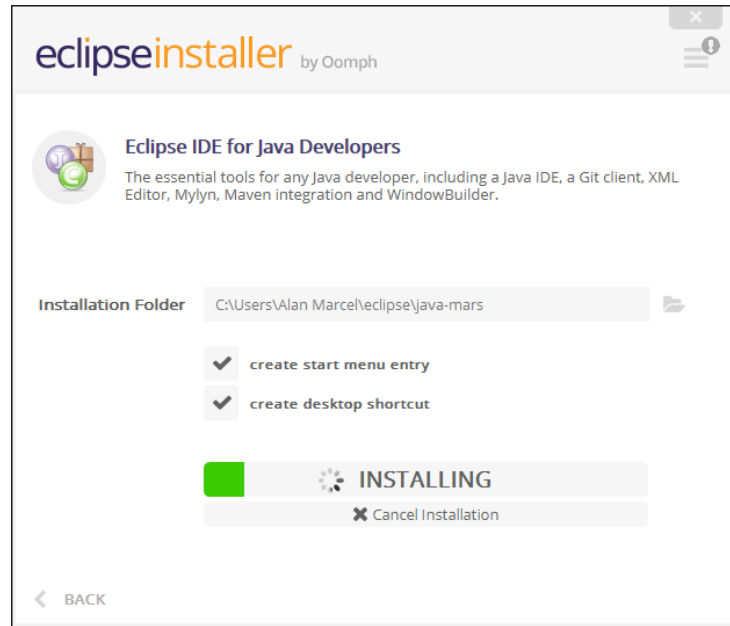 eclipseinstaller by Oomph
Eclipse IDE for Java Developers
The essential tools for any Java developer, including a Java IDE, a Git client, XML
Editor, Mylyn, Maven integration and WindowBuilder.
Installation Folder C:\Users\Alan Marcel\eclipse\java-mars
create start menu entry
create desktop shortcut
INSTALLING
Cancel Installation
BACK